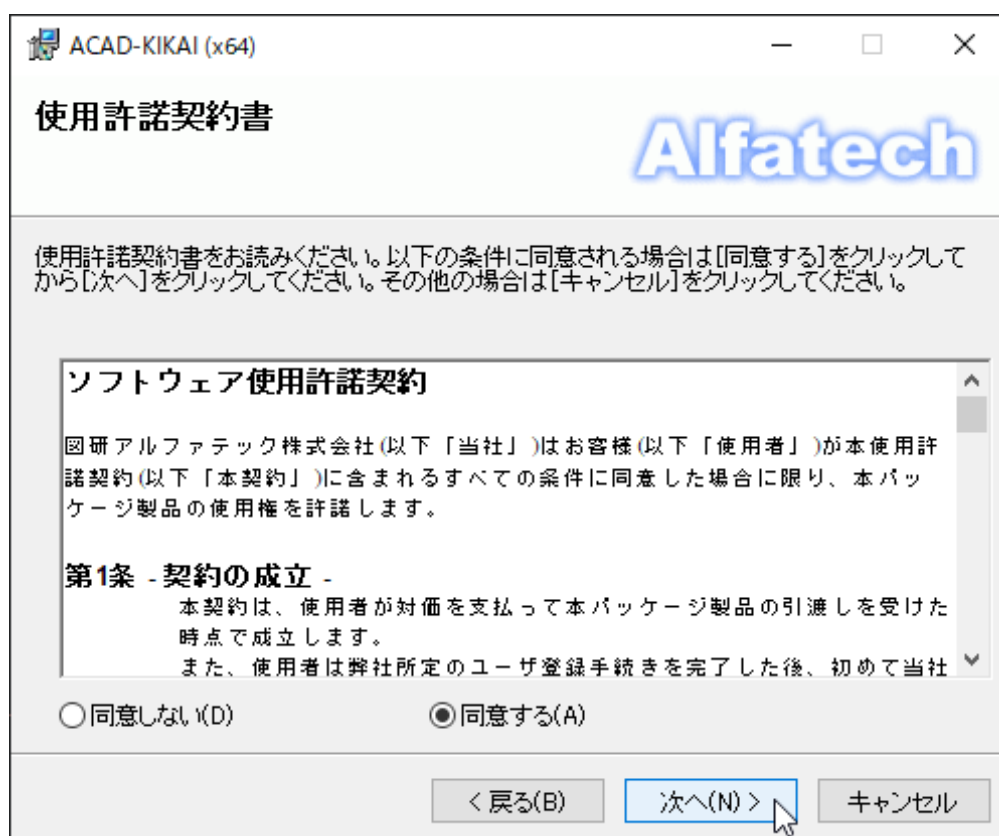 ACAD-KIKAI (x64)
使用許諾契約書
Alfatech
使用許諾契約書をお読みください。以下の条件に同意される場合は[同意する]をクリックして
から[次へ]をクリックしてください。その他の場合は[キャンセル]をクリックしてください。
ソフトウェア使用許諾契約
図研アルファテック株式会社(以下「当社」)はお客様(以下「使用者」)が本使用許
諾契約(以下「本契約」)に含まれるすべての条件に同意した場合に限り、本パッ
ケージ製品の使用権を許諾します。
第1条 - 契約の成立 -
本契約は、使用者が対価を支払って本パッケージ製品の引渡しを受けた
時点で成立します。
また、使用者は弊社所定のユーザ登録手続きを完了した後、初めて当社
同意しない(D)
同意する(A)
< 戻る(B)
次へ(N) >
キャンセル